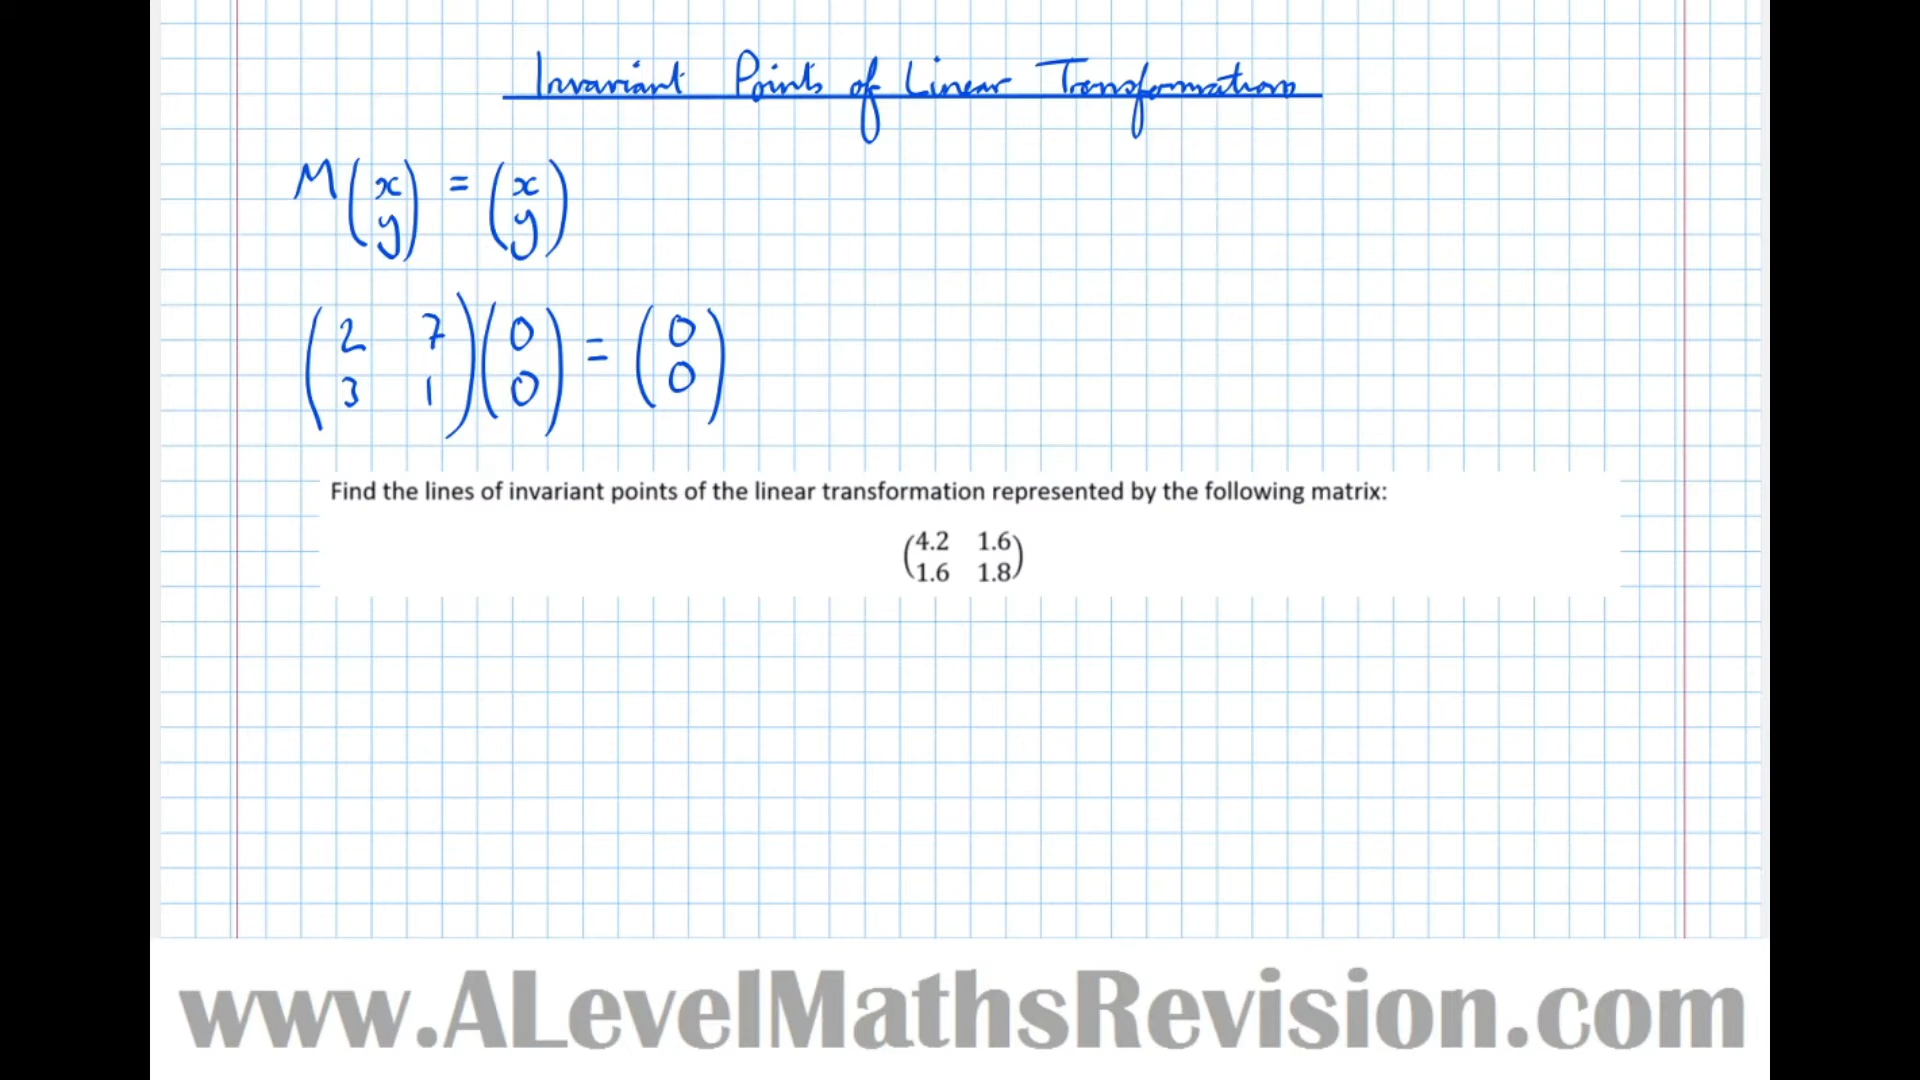 Invariant Points of Linear Transformations
M(x y) = (x y)
(2 7 3 1)(0 0) = (0 0)
Find the lines of invariant points of the linear transformation represented by the following matrix:
(4.2 1.6
1.6 1.8)
www.ALevelMathsRevision.com